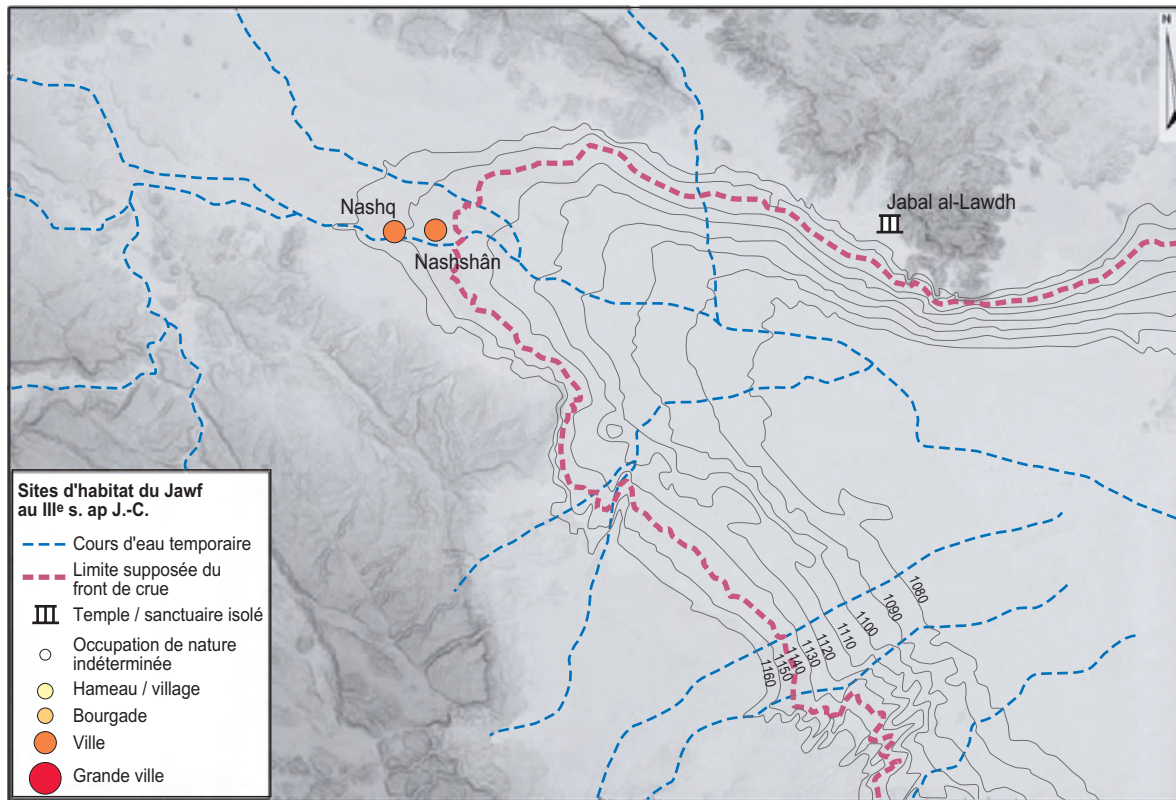 N
Jabal al-Lawdh
Nashq
Nashshân
1080
1090
1100
1110
1120
1130
1140
1150
1160
Sites d'habitat du Jawf
au IIIe s. ap J.-C.
Cours d'eau temporaire
Limite supposée du
front de crue
Temple / sanctuaire isolé
Occupation de nature
indéterminée
Hameau / village
Bourgade
Ville
Grande ville